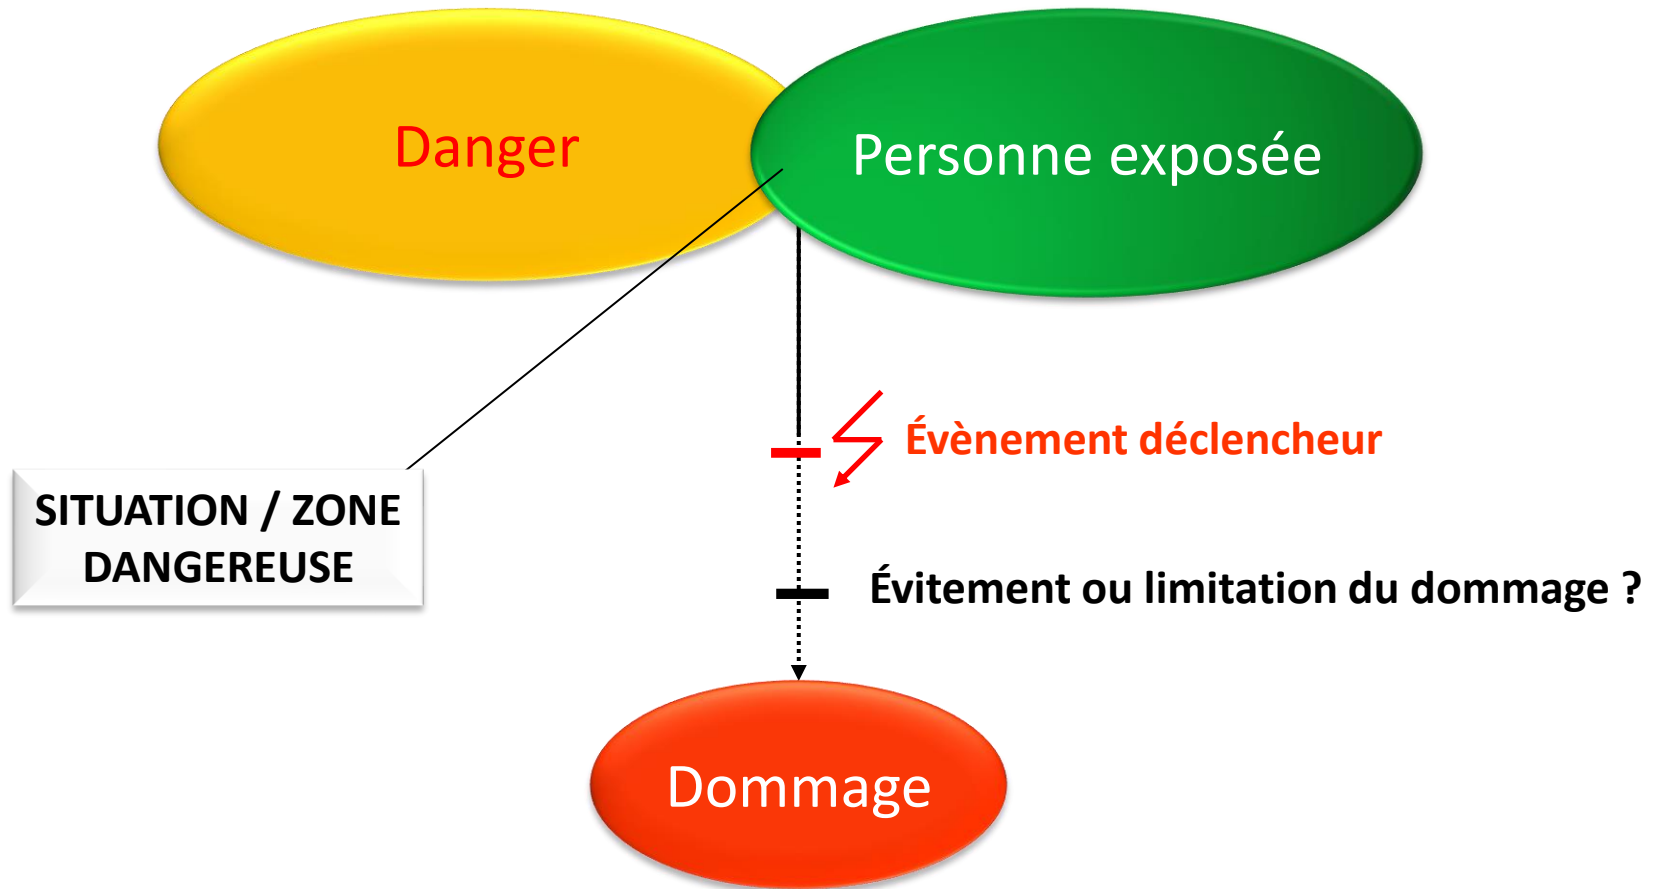 Danger
Personne exposée
Évènement déclencheur
SITUATION / ZONE
DANGEREUSE
Évitement ou limitation du dommage ?
Dommage